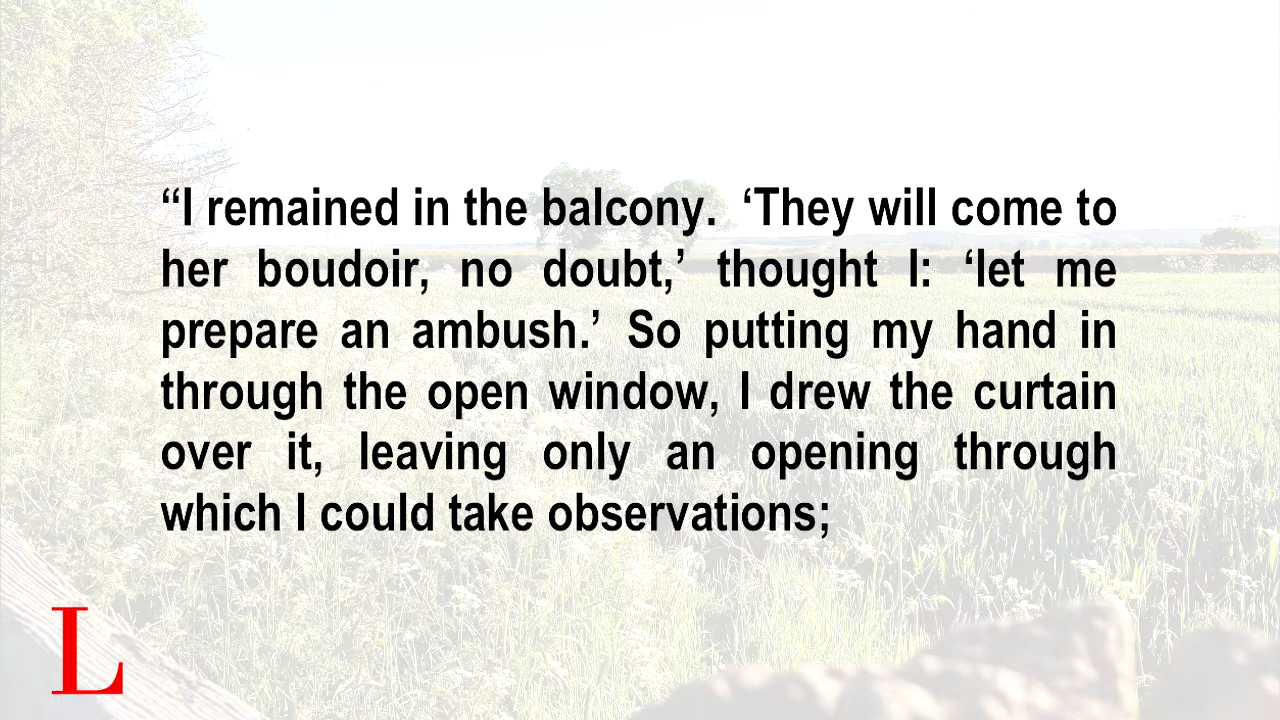 “I remained in the balcony.  ‘They will come to
her boudoir, no doubt,’ thought I: ‘let me
prepare an ambush.’ So putting my hand in
through the open window, I drew the curtain
over it, leaving only an opening through
which I could take observations;
L